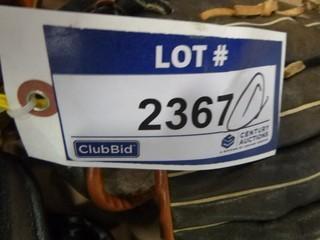 LOT #
2367
ClubBid
CENTURY
AUCTIONS